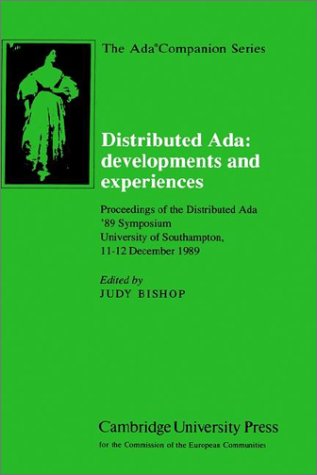 The Ada® Companion Series
Distributed Ada:
developments and
experiences
Proceedings of the Distributed Ada
'89 Symposium
University of Southampton,
11-12 December 1989
Edited by
JUDY BISHOP
Cambridge University Press
for the Commission of the European Communities